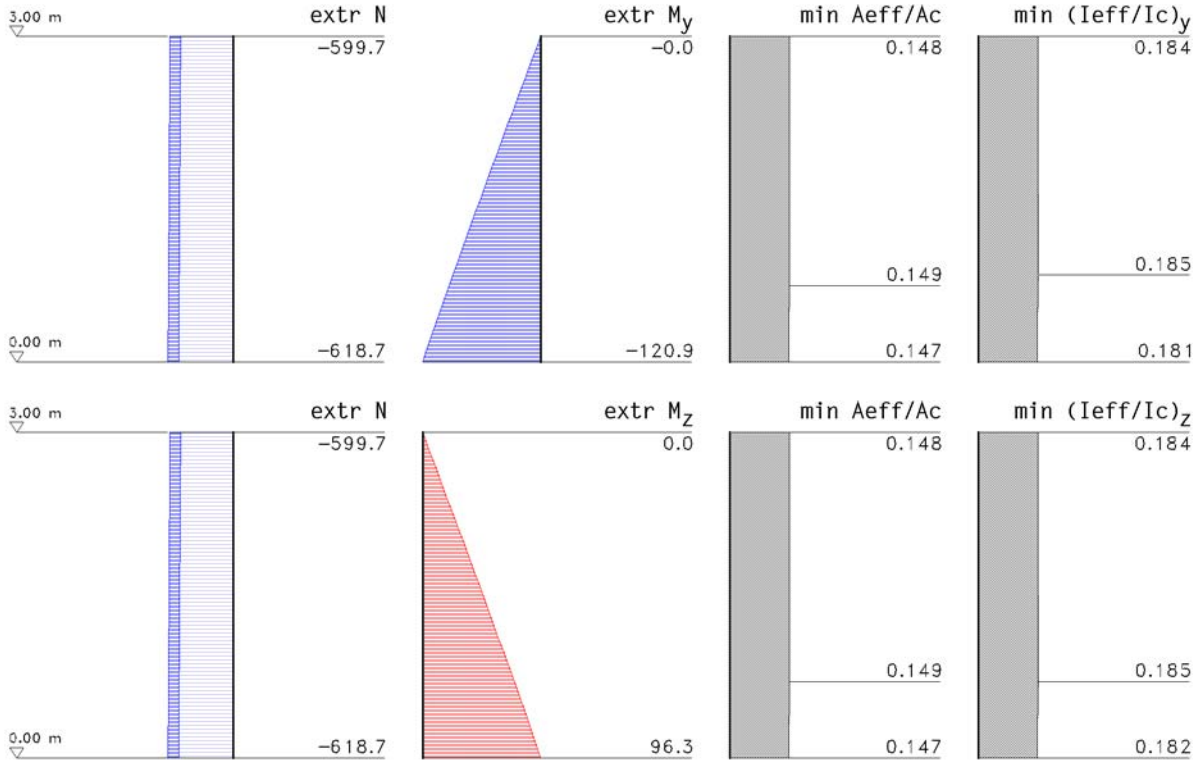 3.00 m extr N extr My min Aeff/Ac min (Ieff/Ic)y
-599.7 -0.0 0.148 0.184
0.149 0.185
0.00 m -618.7 -120.9 0.147 0.181
3.00 m extr N extr Mz min Aeff/Ac min (Ieff/Ic)z
-599.7 0.0 0.148 0.184
0.149 0.185
0.00 m -618.7 96.3 0.147 0.182